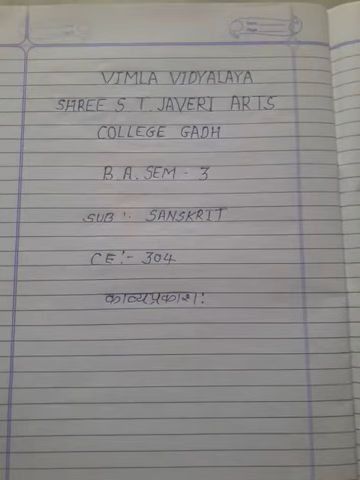 VIMLA VIDYALAYA
SHREE S T. JAVERI ARTS
COLLEGE GADH
B.A. SEM - 3
SUB :- SANSKRIT
CE :- 304
काव्यप्रकाशः